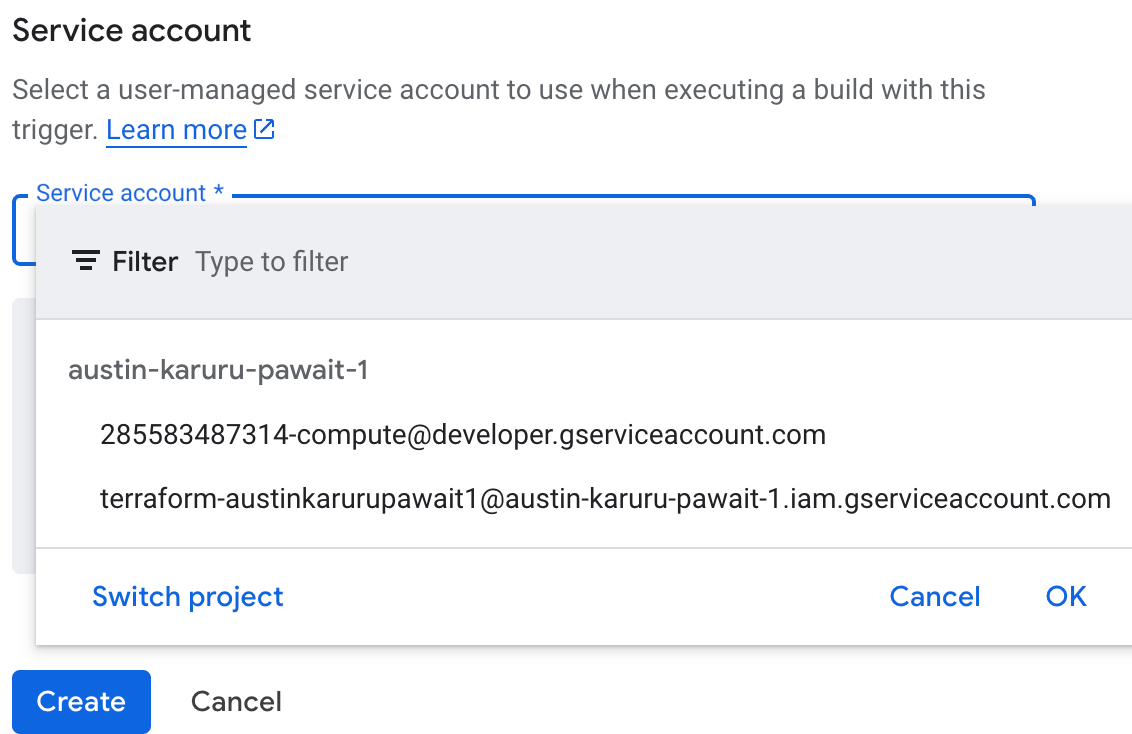 Service account
Select a user-managed service account to use when executing a build with this
trigger. Learn more
Service account *
Filter Type to filter
austin-karuru-pawait-1
285583487314-compute@developer.gserviceaccount.com
terraform-austinkarurupawait1@austin-karuru-pawait-1.iam.gserviceaccount.com
Switch project Cancel OK
Create Cancel